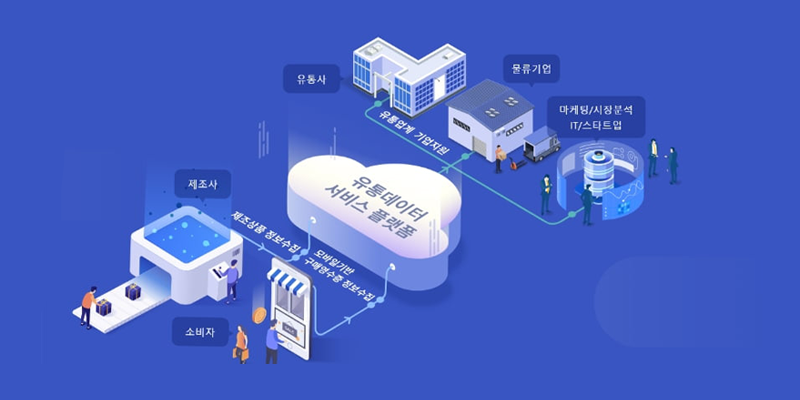 유통사
물류기업
마케팅/시장분석
IT/스타트업
유통업계 기업지원
제조사
유통데이터
서비스 플랫폼
제조상품 정보수집
모바일기반
구매영수증 정보수집
소비자